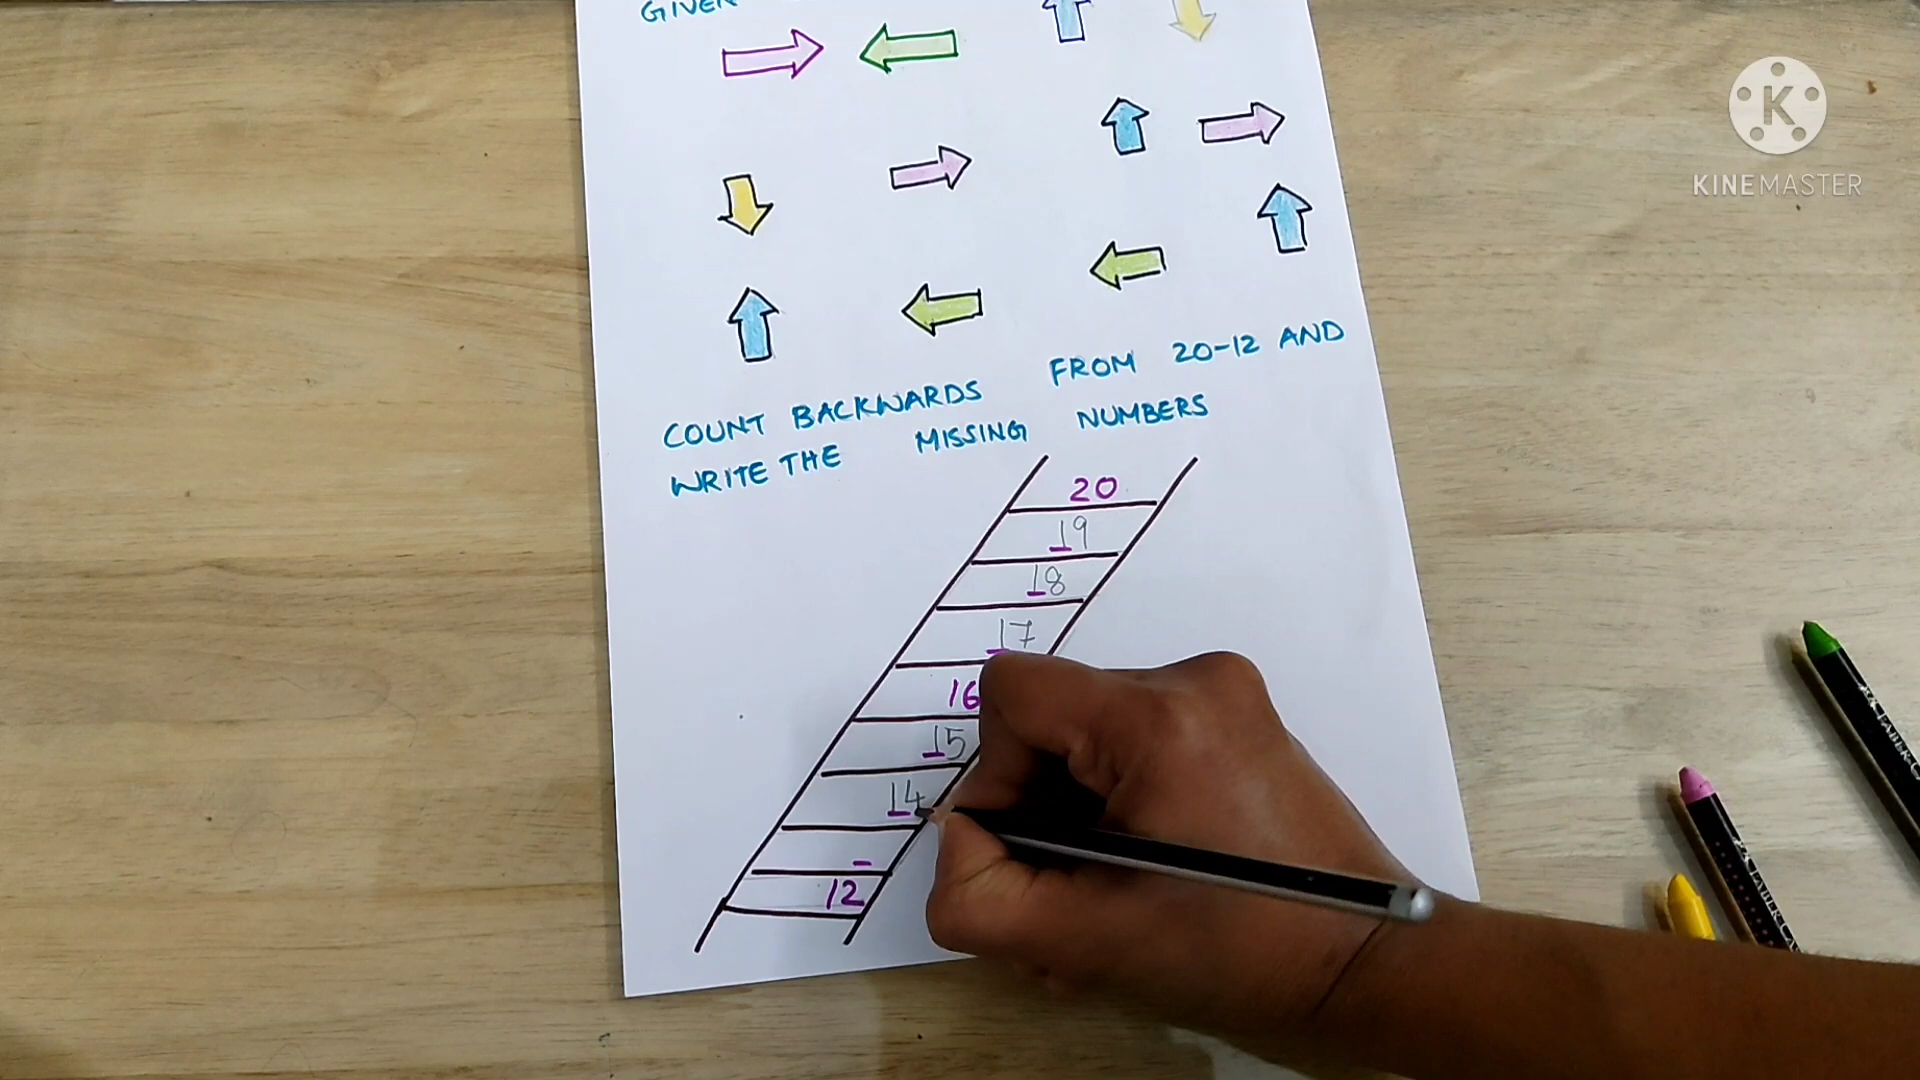 GIVEN
KINEMASTER
COUNT BACKWARDS FROM 20-12 AND
WRITE THE MISSING NUMBERS
20
19
18
17
16
15
14
12